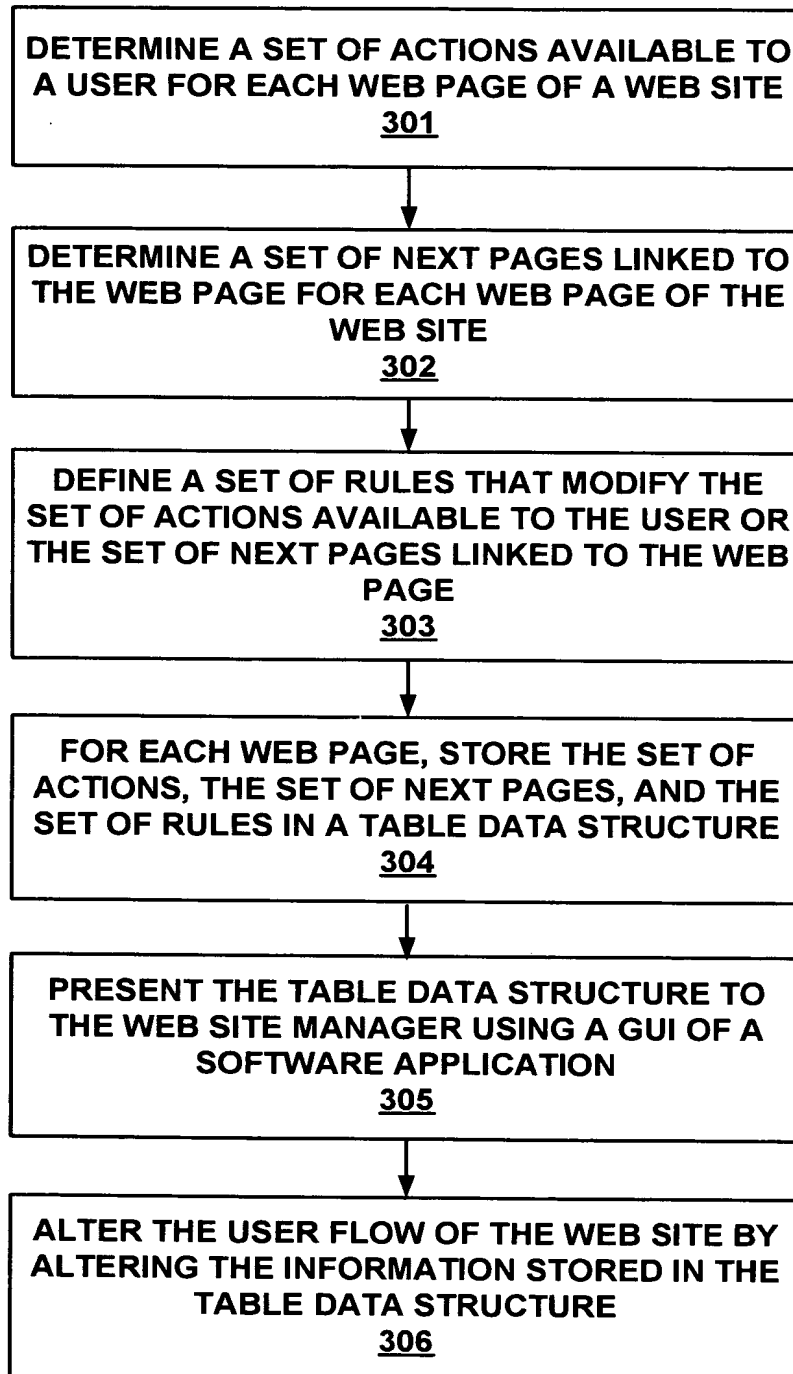 DETERMINE A SET OF ACTIONS AVAILABLE TO
A USER FOR EACH WEB PAGE OF A WEB SITE
301
DETERMINE A SET OF NEXT PAGES LINKED TO
THE WEB PAGE FOR EACH WEB PAGE OF THE
WEB SITE
302
DEFINE A SET OF RULES THAT MODIFY THE
SET OF ACTIONS AVAILABLE TO THE USER OR
THE SET OF NEXT PAGES LINKED TO THE WEB
PAGE
303
FOR EACH WEB PAGE, STORE THE SET OF
ACTIONS, THE SET OF NEXT PAGES, AND THE
SET OF RULES IN A TABLE DATA STRUCTURE
304
PRESENT THE TABLE DATA STRUCTURE TO
THE WEB SITE MANAGER USING A GUI OF A
SOFTWARE APPLICATION
305
ALTER THE USER FLOW OF THE WEB SITE BY
ALTERING THE INFORMATION STORED IN THE
TABLE DATA STRUCTURE
306